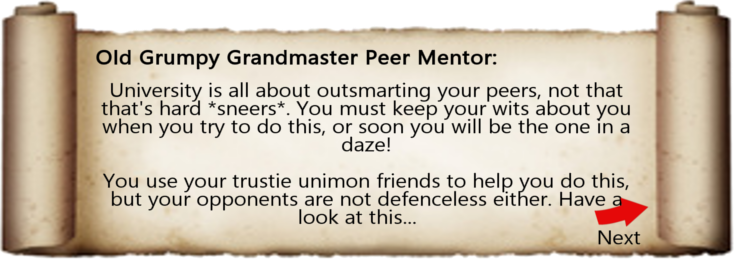 Old Grumpy Grandmaster Peer Mentor:
University is all about outsmarting your peers, not that
that's hard *sneers*. You must keep your wits about you
when you try to do this, or soon you will be the one in a
daze!
You use your trustie unimon friends to help you do this,
but your opponents are not defenceless either. Have a
look at this...
Next